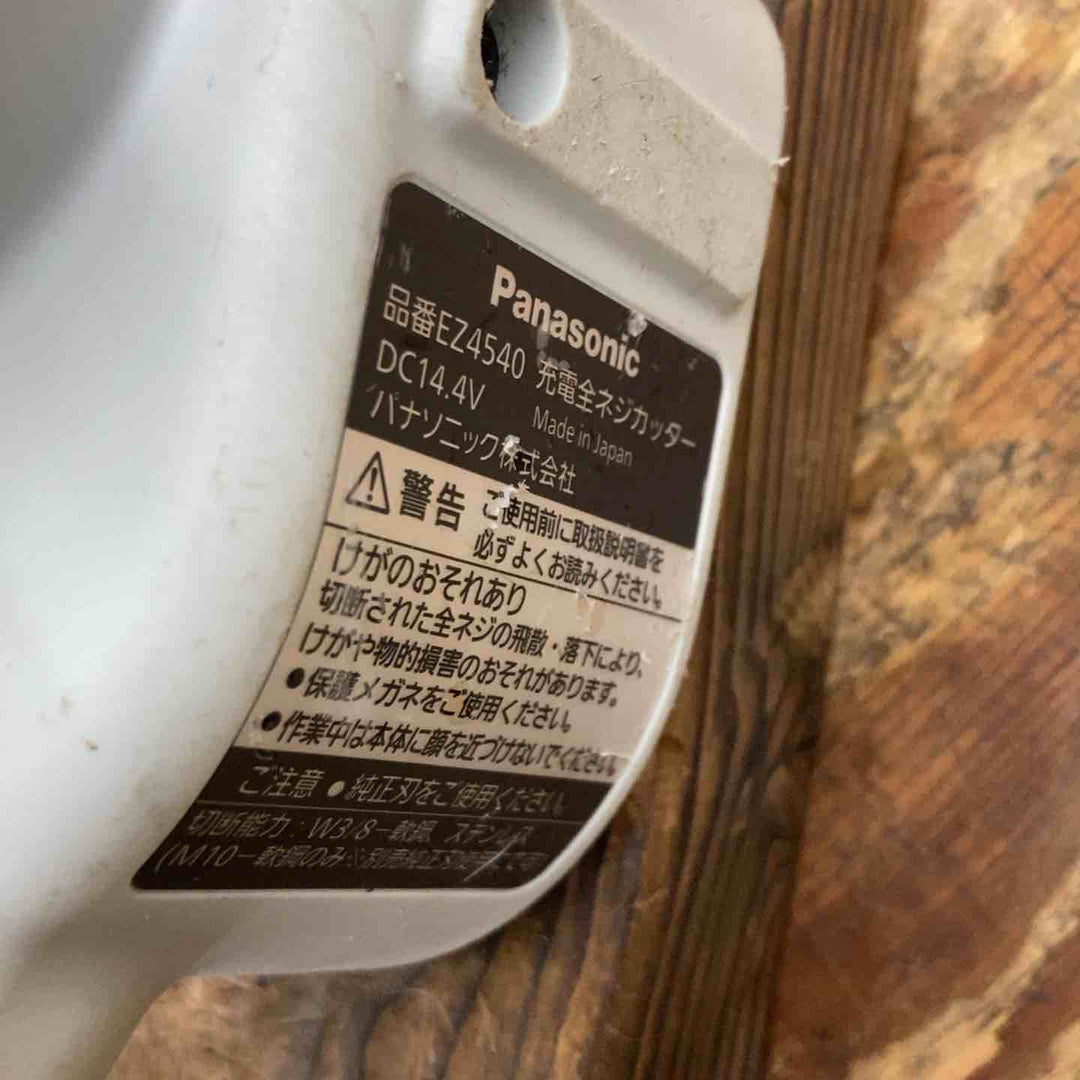 Panasonic
品番EZ4540 充電全ネジカッター
DC14.4V Made in Japan
パナソニック株式会社
警告 ご使用前に取扱説明書を
必ずよくお読みください。
けがのおそれあり
切断された全ネジの飛散・落下により、
けがや物的損害のおそれがあります。
●保護メガネをご使用ください。
●作業中は本体に顔を近づけないでください。
ご注意 ●純正刃をご使用ください
切断能力：W3/8－軟鋼、ステンレス
(M10－軟鋼のみ